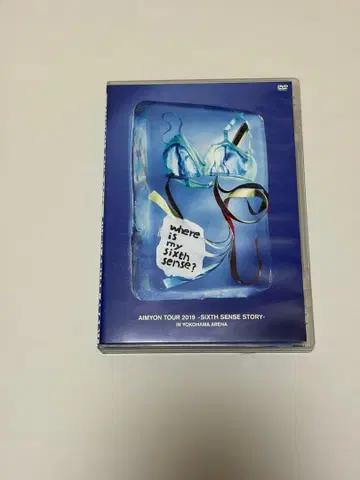 DVD
where
is
my
sixth
sense?
AIMYON TOUR 2019 -SIXTH SENSE STORY-
IN YOKOHAMA ARENA